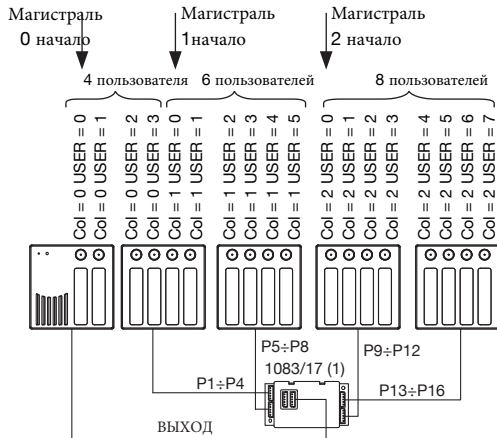 Магистраль
0 начало
Магистраль
1начало
Магистраль
2 начало
4 пользователя
6 пользователей
8 пользователей
Col = 0 USER = 0
Col = 0 USER = 1
Col = 0 USER = 2
Col = 0 USER = 3
Col = 1 USER = 0
Col = 1 USER = 1
Col = 1 USER = 2
Col = 1 USER = 3
Col = 1 USER = 4
Col = 1 USER = 5
Col = 2 USER = 0
Col = 2 USER = 1
Col = 2 USER = 2
Col = 2 USER = 3
Col = 2 USER = 4
Col = 2 USER = 5
Col = 2 USER = 6
Col = 2 USER = 7
P5÷P8
P9÷P12
1083/17 (1)
P1÷P4
P13÷P16
ВЫХОД